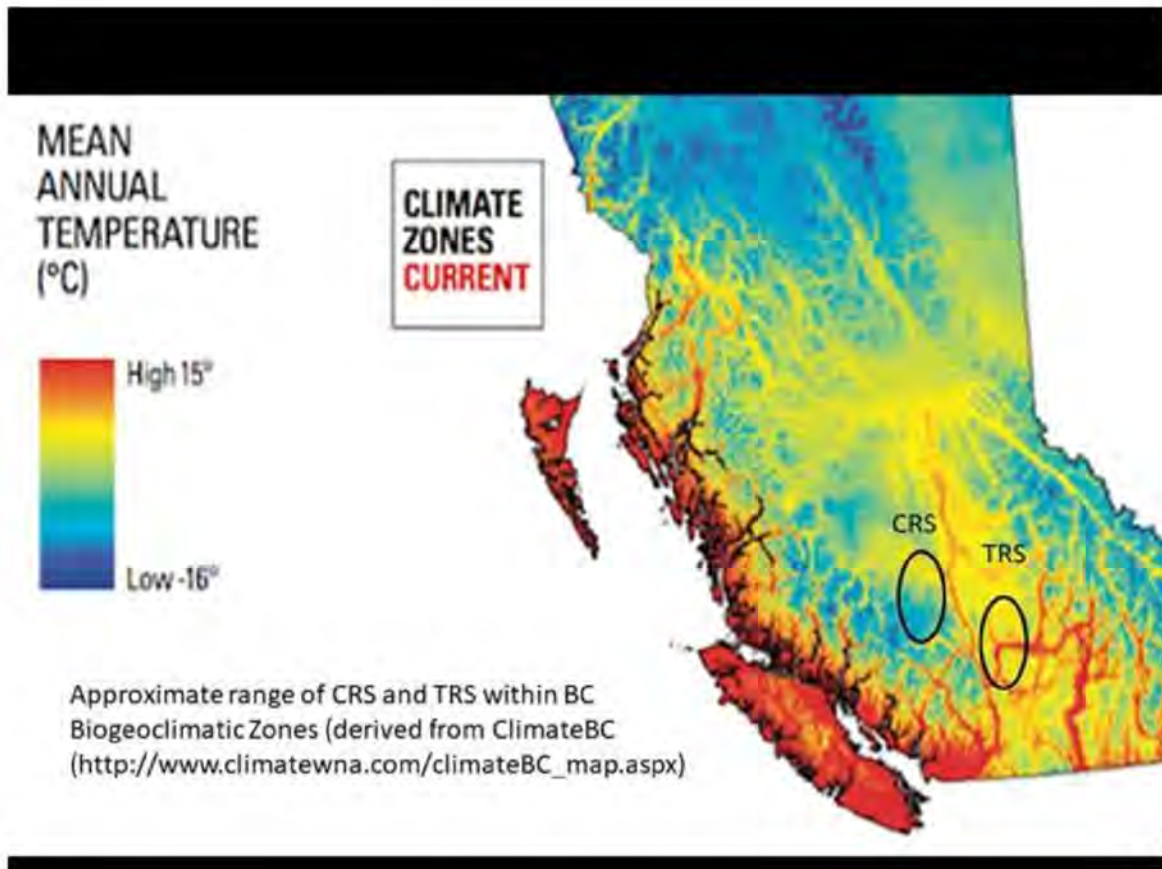 MEAN
ANNUAL
TEMPERATURE
(°C)
CLIMATE
ZONES
CURRENT
High 15°
Low -16°
CRS
TRS
Approximate range of CRS and TRS within BC
Biogeoclimatic Zones (derived from ClimateBC
(http://www.climatewna.com/climateBC_map.aspx)